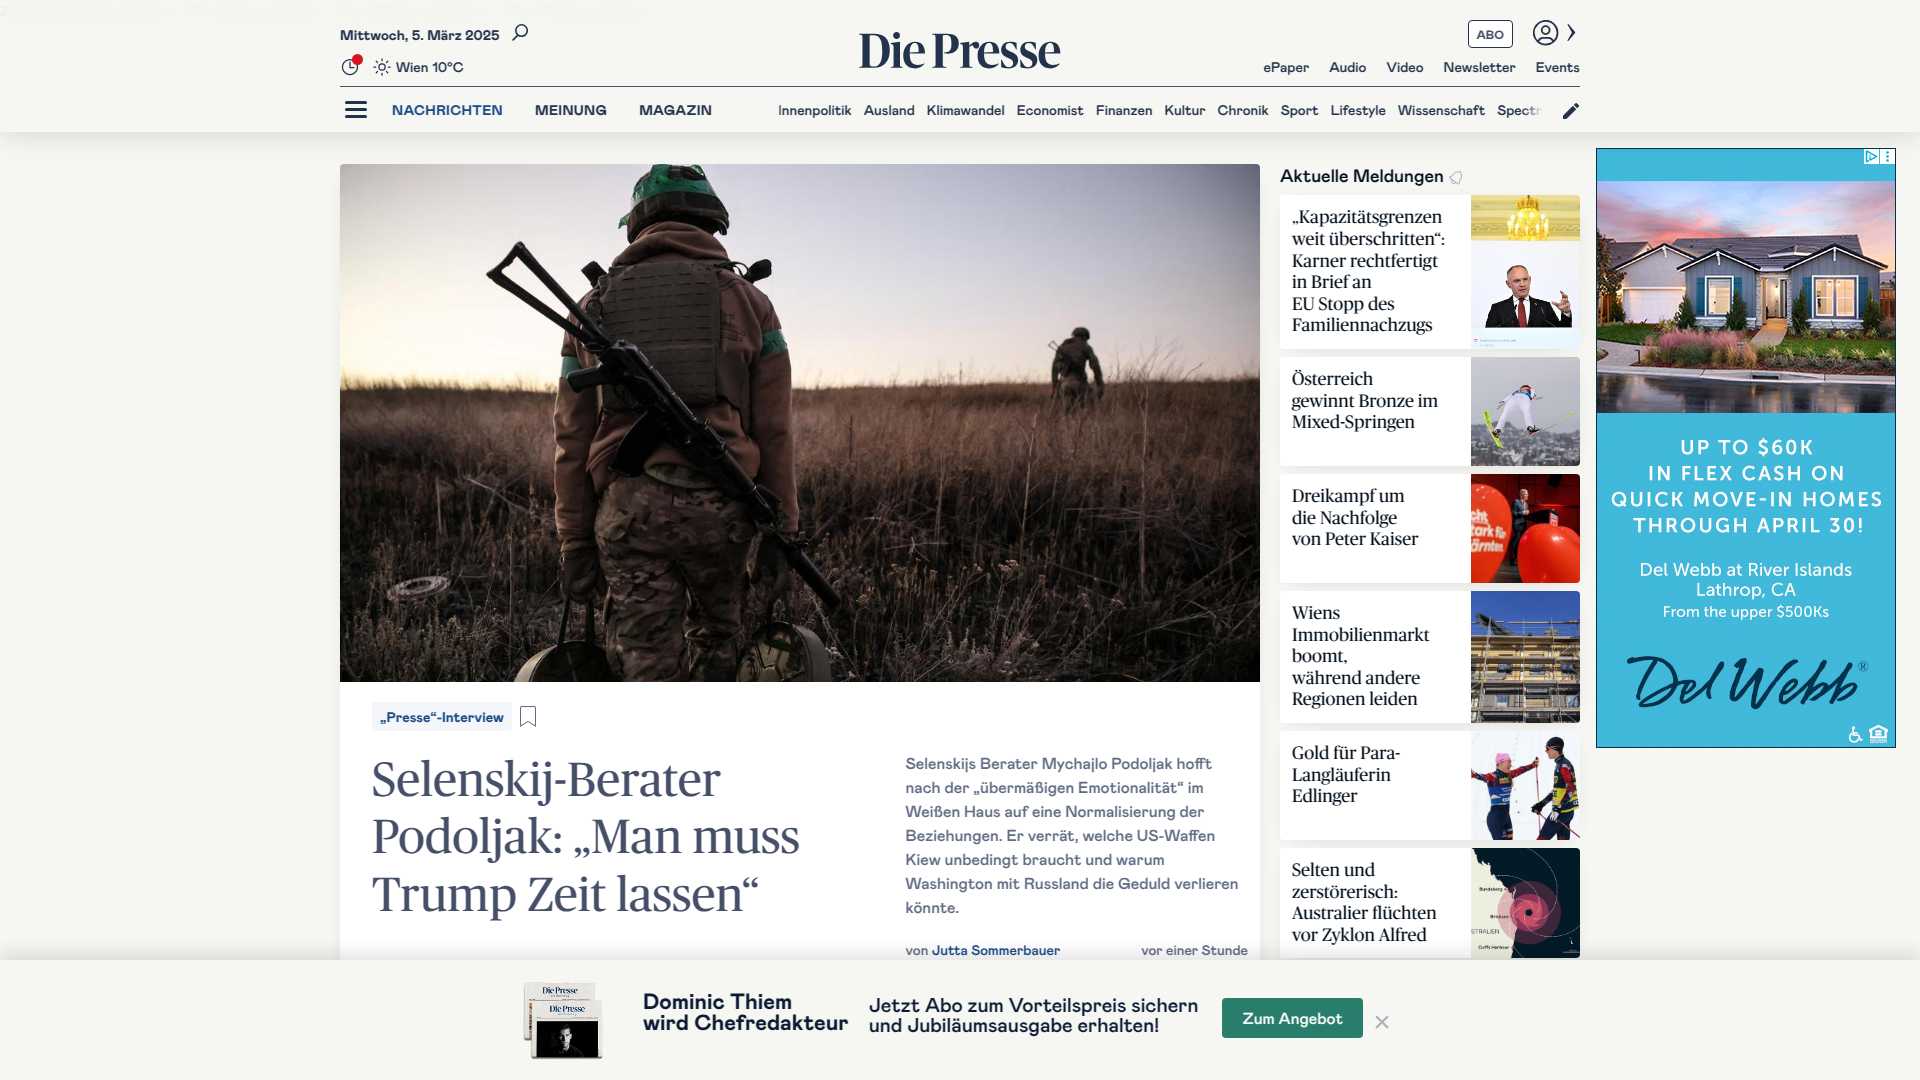 Mittwoch, 5. März 2025
Wien 10°C
Die Presse
ABO
ePaper Audio Video Newsletter Events
NACHRICHTEN MEINUNG MAGAZIN
Innenpolitik Ausland Klimawandel Economist Finanzen Kultur Chronik Sport Lifestyle Wissenschaft Spectr
„Presse“-Interview
Selenskij-Berater
Podoljak: „Man muss
Trump Zeit lassen“
Selenskijs Berater Mychajlo Podoljak hofft
nach der „übermäßigen Emotionalität“ im
Weißen Haus auf eine Normalisierung der
Beziehungen. Er verrät, welche US-Waffen
Kiew unbedingt braucht und warum
Washington mit Russland die Geduld verlieren
könnte.
von Jutta Sommerbauer
vor einer Stunde
Aktuelle Meldungen
„Kapazitätsgrenzen
weit überschritten“:
Karner rechtfertigt
in Brief an
EU Stopp des
Familiennachzugs
Österreich
gewinnt Bronze im
Mixed-Springen
Dreikampf um
die Nachfolge
von Peter Kaiser
cht
tark für
ärnten
Wiens
Immobilienmarkt
boomt,
während andere
Regionen leiden
Gold für Para-
Langläuferin
Edlinger
Selten und
zerstörerisch:
Australier flüchten
vor Zyklon Alfred
Bundaberg
STRALIEN
UP TO $60K
IN FLEX CASH ON
QUICK MOVE-IN HOMES
THROUGH APRIL 30!
Del Webb at River Islands
Lathrop, CA
From the upper $500Ks
Del Webb®
Die Presse
Die Presse
Dominic Thiem
wird Chefredakteur
Jetzt Abo zum Vorteilspreis sichern
und Jubiläumsausgabe erhalten!
Zum Angebot